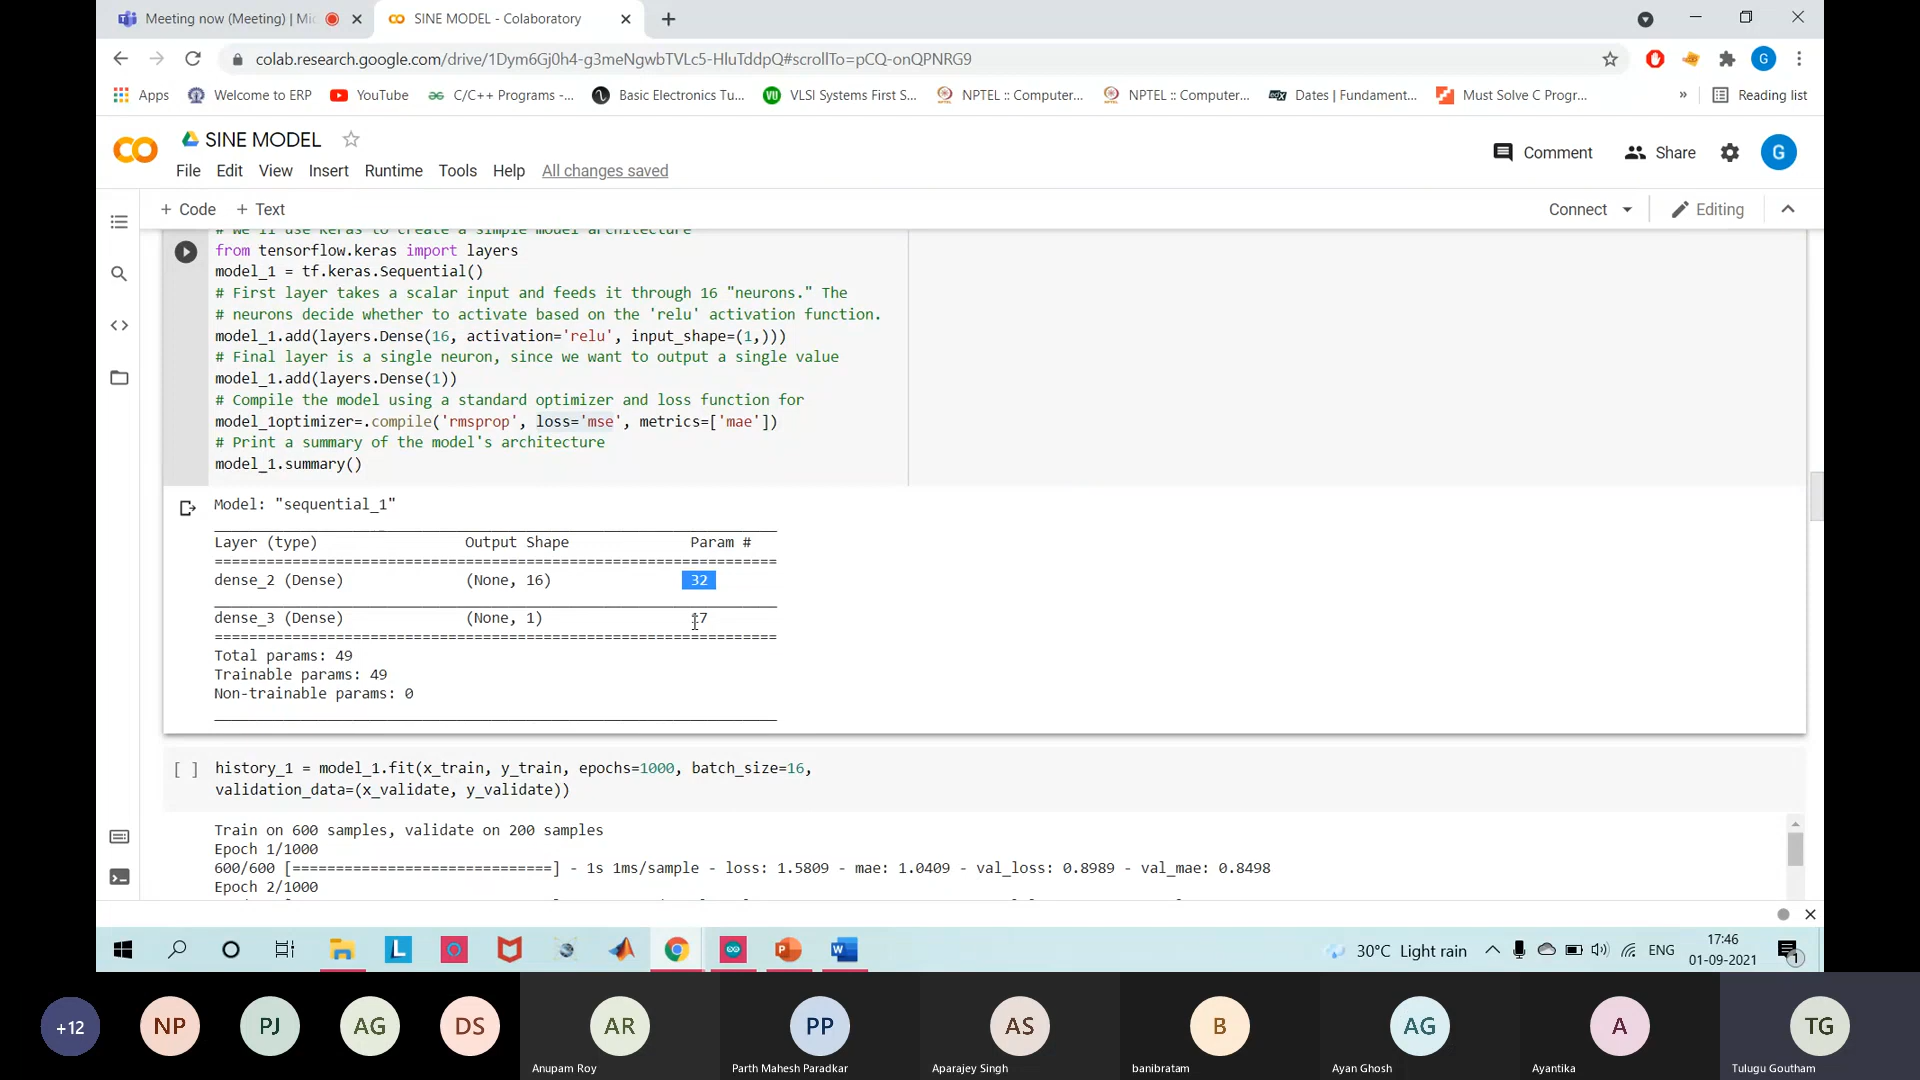 Meeting now (Meeting) | Mi
SINE MODEL - Colaboratory
colab.research.google.com/drive/1Dym6Gj0h4-g3meNgwbTVLc5-HluTddpQ#scrollTo=pCQ-onQPNRG9
G
Apps
Welcome to ERP
YouTube
C/C++ Programs -...
Basic Electronics Tu...
VLSI Systems First S...
NPTEL :: Computer...
NPTEL :: Computer...
Dates | Fundament...
Must Solve C Progr...
»
Reading list
SINE MODEL
Comment
Share
G
File Edit View Insert Runtime Tools Help All changes saved
+ Code + Text
Connect
Editing
# We'll use Keras to create a simple model architecture
from tensorflow.keras import layers
model_1 = tf.keras.Sequential()
# First layer takes a scalar input and feeds it through 16 "neurons." The
# neurons decide whether to activate based on the 'relu' activation function.
model_1.add(layers.Dense(16, activation='relu', input_shape=(1,)))
# Final layer is a single neuron, since we want to output a single value
model_1.add(layers.Dense(1))
# Compile the model using a standard optimizer and loss function for
model_1optimizer=.compile('rmsprop', loss='mse', metrics=['mae'])
# Print a summary of the model's architecture
model_1.summary()
Model: "sequential_1"
Layer (type) Output Shape Param #
=================================================================
dense_2 (Dense) (None, 16) 32
dense_3 (Dense) (None, 1) 17
=================================================================
Total params: 49
Trainable params: 49
Non-trainable params: 0
[ ] history_1 = model_1.fit(x_train, y_train, epochs=1000, batch_size=16,
validation_data=(x_validate, y_validate))
Train on 600 samples, validate on 200 samples
Epoch 1/1000
600/600 [==============================] - 1s 1ms/sample - loss: 1.5809 - mae: 1.0409 - val_loss: 0.8989 - val_mae: 0.8498
Epoch 2/1000
30°C Light rain
ENG
17:46
01-09-2021
1
+12
NP
PJ
AG
DS
AR
PP
AS
B
AG
A
TG
Anupam Roy
Parth Mahesh Paradkar
Aparajey Singh
banibratam
Ayan Ghosh
Ayantika
Tulugu Goutham